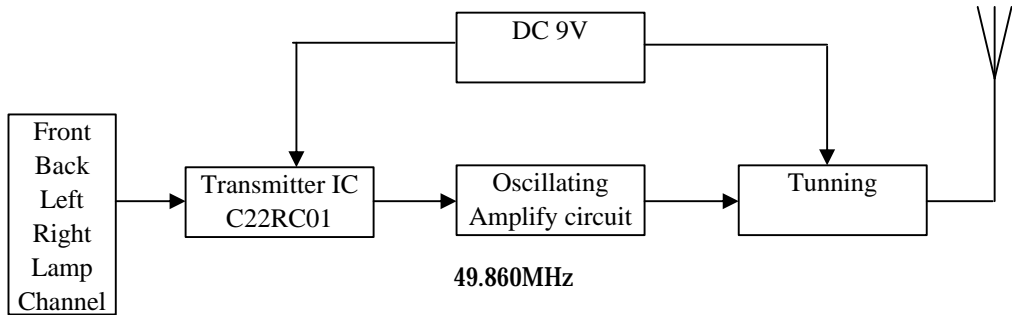 DC 9V
Front
Back
Left
Right
Lamp
Channel
Transmitter IC
C22RC01
Oscillating
Amplify circuit
Tunning
49.860MHz